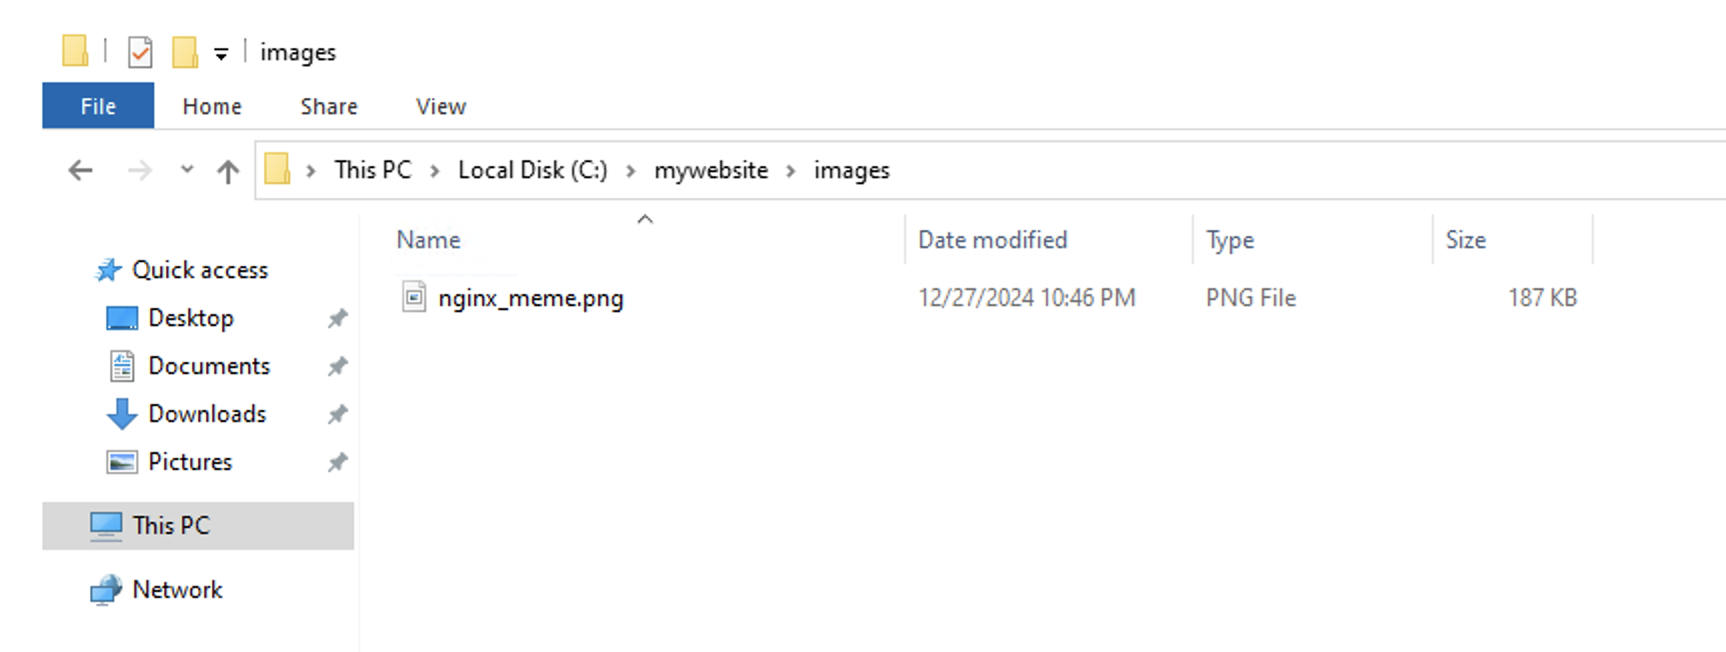 images
File Home Share View
This PC Local Disk (C:) mywebsite images
Name Date modified Type Size
Quick access
nginx_meme.png 12/27/2024 10:46 PM PNG File 187 KB
Desktop
Documents
Downloads
Pictures
This PC
Network